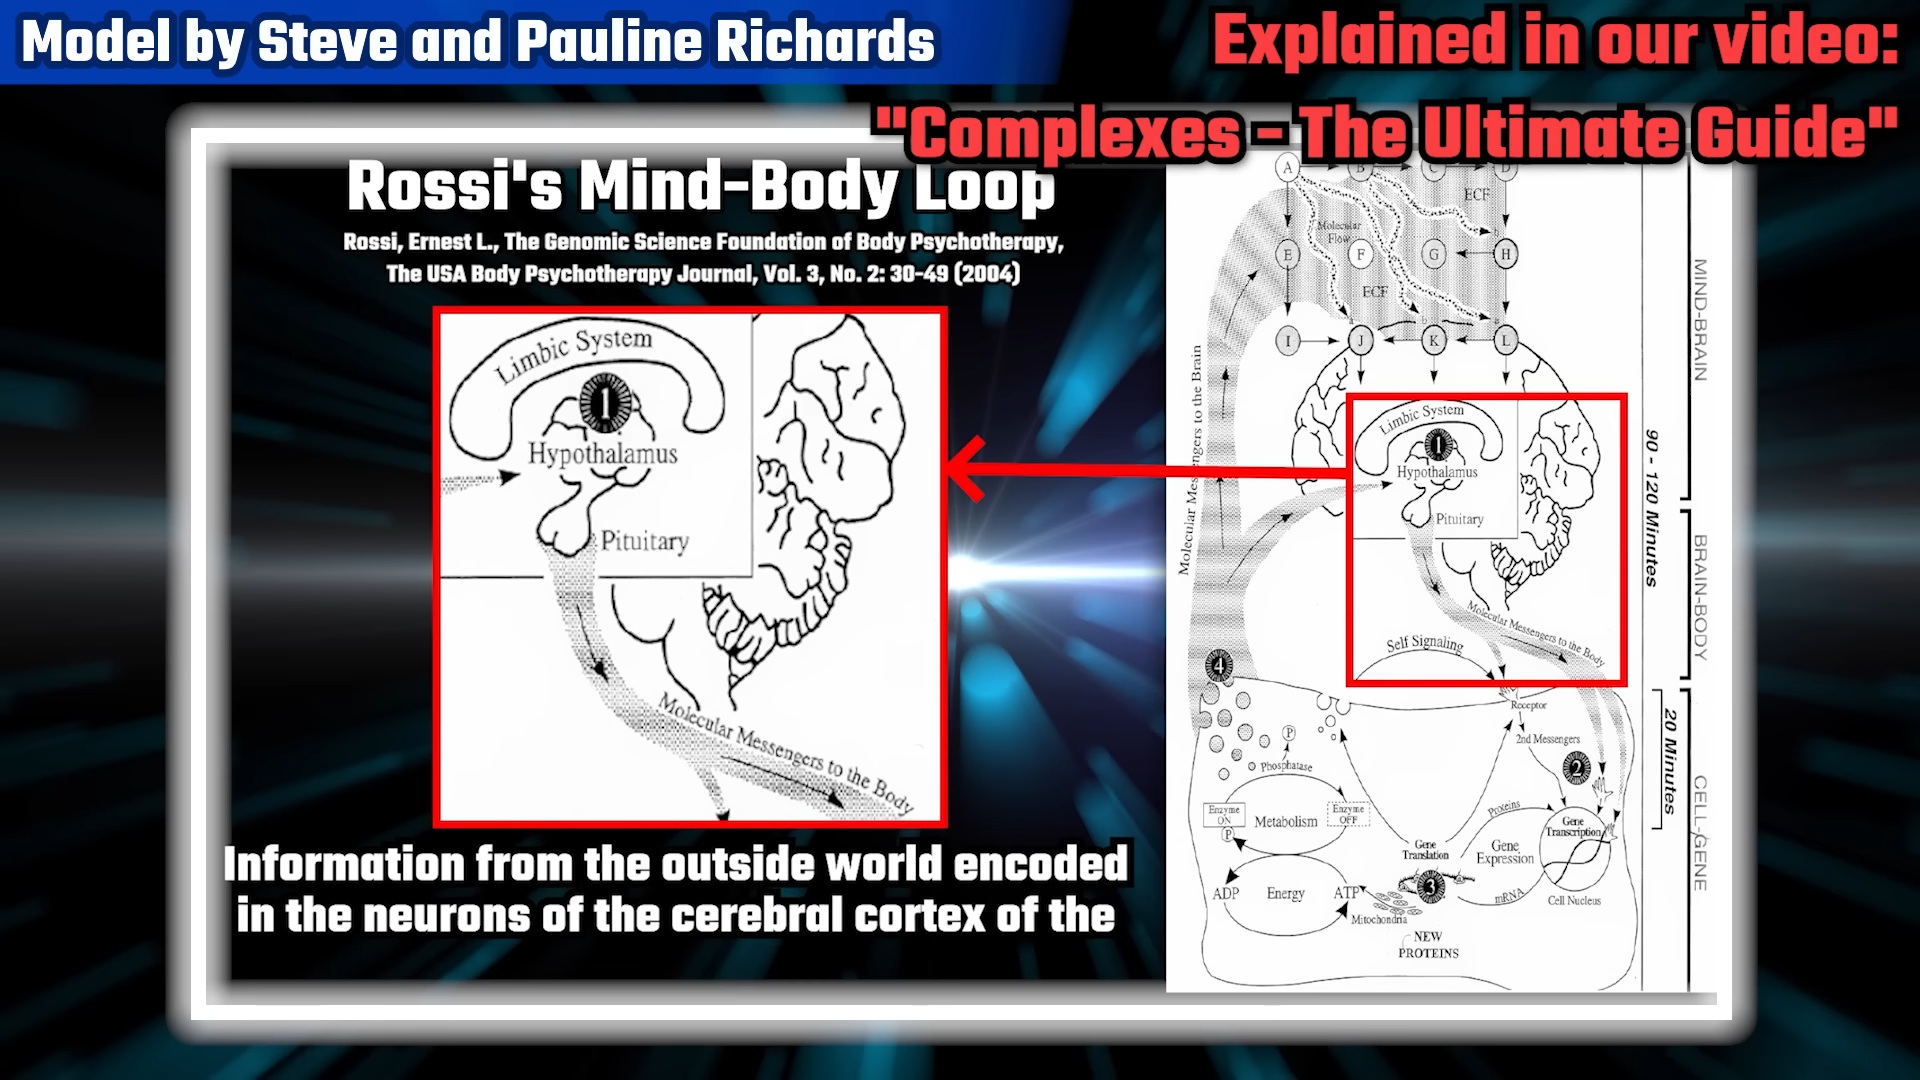 Model by Steve and Pauline Richards
Explained in our video:
"Complexes - The Ultimate Guide"
Rossi's Mind-Body Loop
Rossi, Ernest L., The Genomic Science Foundation of Body Psychotherapy,
The USA Body Psychotherapy Journal, Vol. 3, No. 2: 30-49 (2004)
Limbic System
1
Hypothalamus
Pituitary
Molecular Messengers to the Body
Information from the outside world encoded
in the neurons of the cerebral cortex of the
A B C D
ECF
Molecular
Flow
E F G H
ECF
I J K L
Molecular Messengers to the Brain
Limbic System
1
Hypothalamus
Pituitary
Molecular Messengers to the Body
Self Signaling
4
Receptor
2nd Messengers
2
P
Phosphatase
Enzyme
ON
P
Metabolism
Enzyme
OFF
Proteins
Gene
Transcription
Gene
Translation
Gene
Expression
ADP
Energy
ATP
3
mRNA
Cell Nucleus
Mitochondria
NEW
PROTEINS
MIND-BRAIN
90 - 120 Minutes
BRAIN-BODY
20 Minutes
CELL-GENE